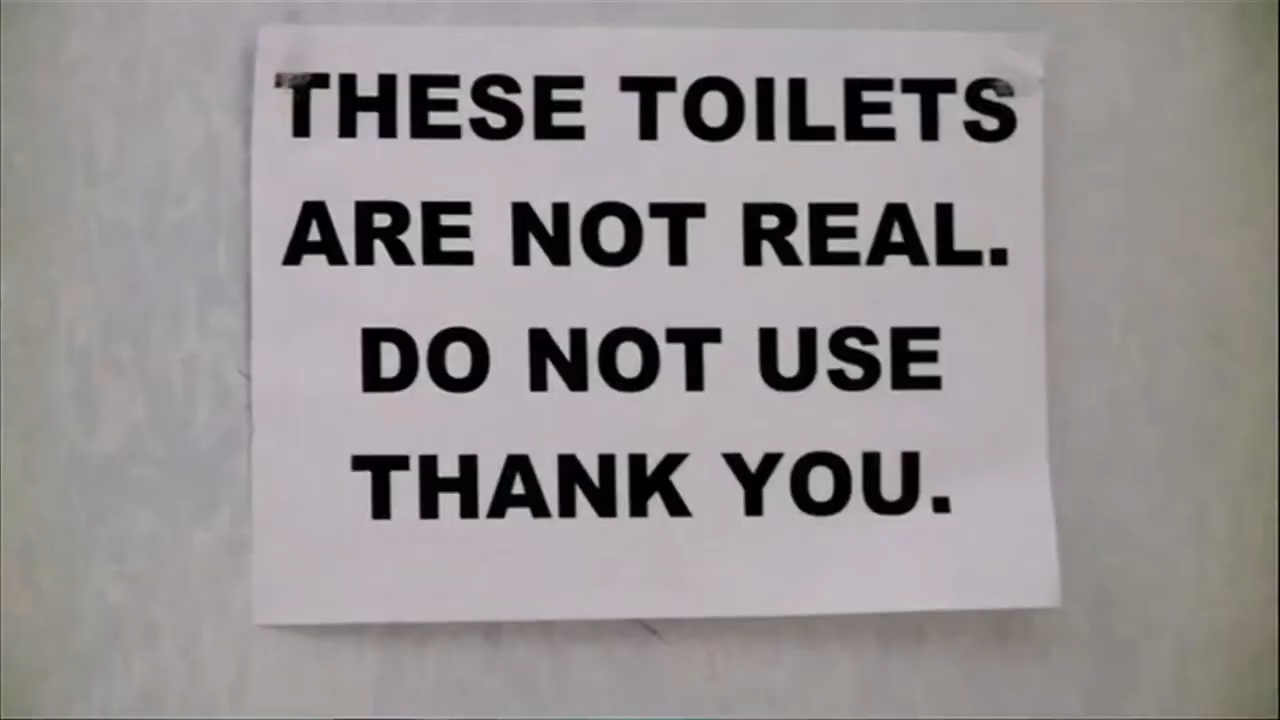 THESE TOILETS
ARE NOT REAL.
DO NOT USE
THANK YOU.